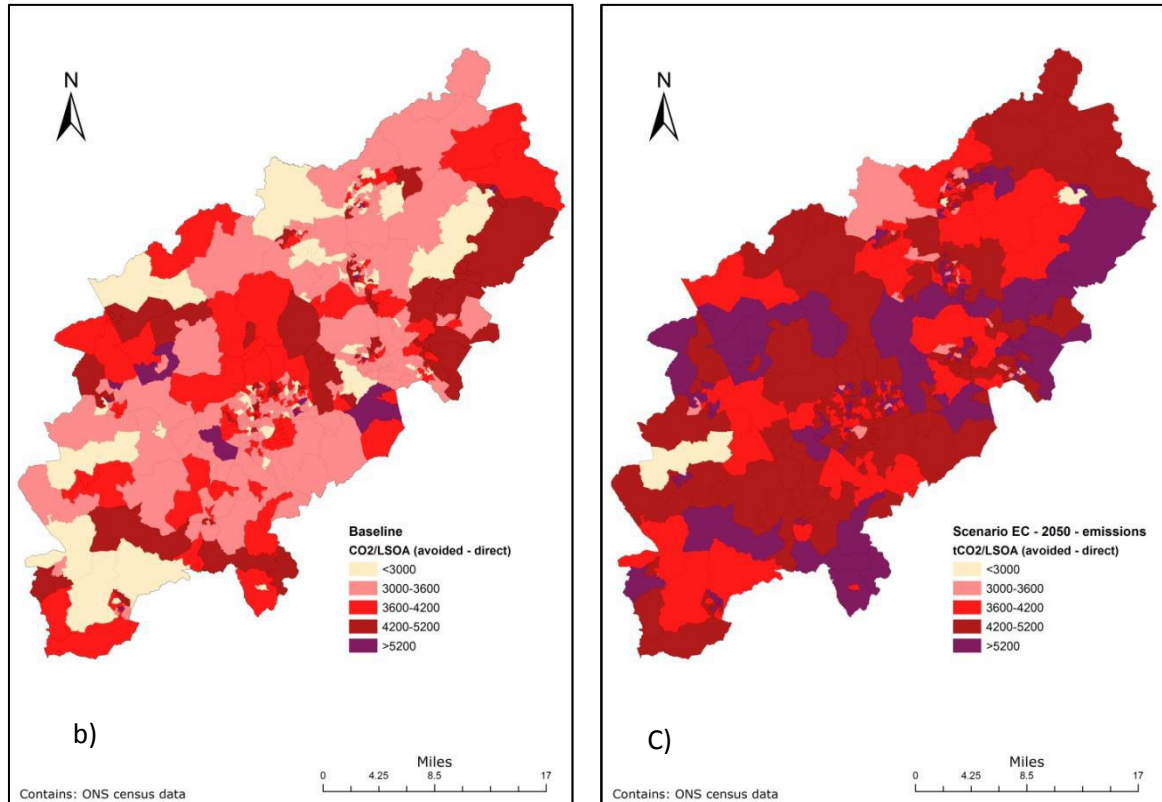 N
Baseline
CO2/LSOA (avoided - direct)
<3000
3000-3600
3600-4200
4200-5200
>5200
b)
Miles
0 4.25 8.5 17
Contains: ONS census data
N
Scenario EC - 2050 - emissions
tCO2/LSOA (avoided - direct)
<3000
3000-3600
3600-4200
4200-5200
>5200
C)
Miles
0 4.25 8.5 17
Contains: ONS census data